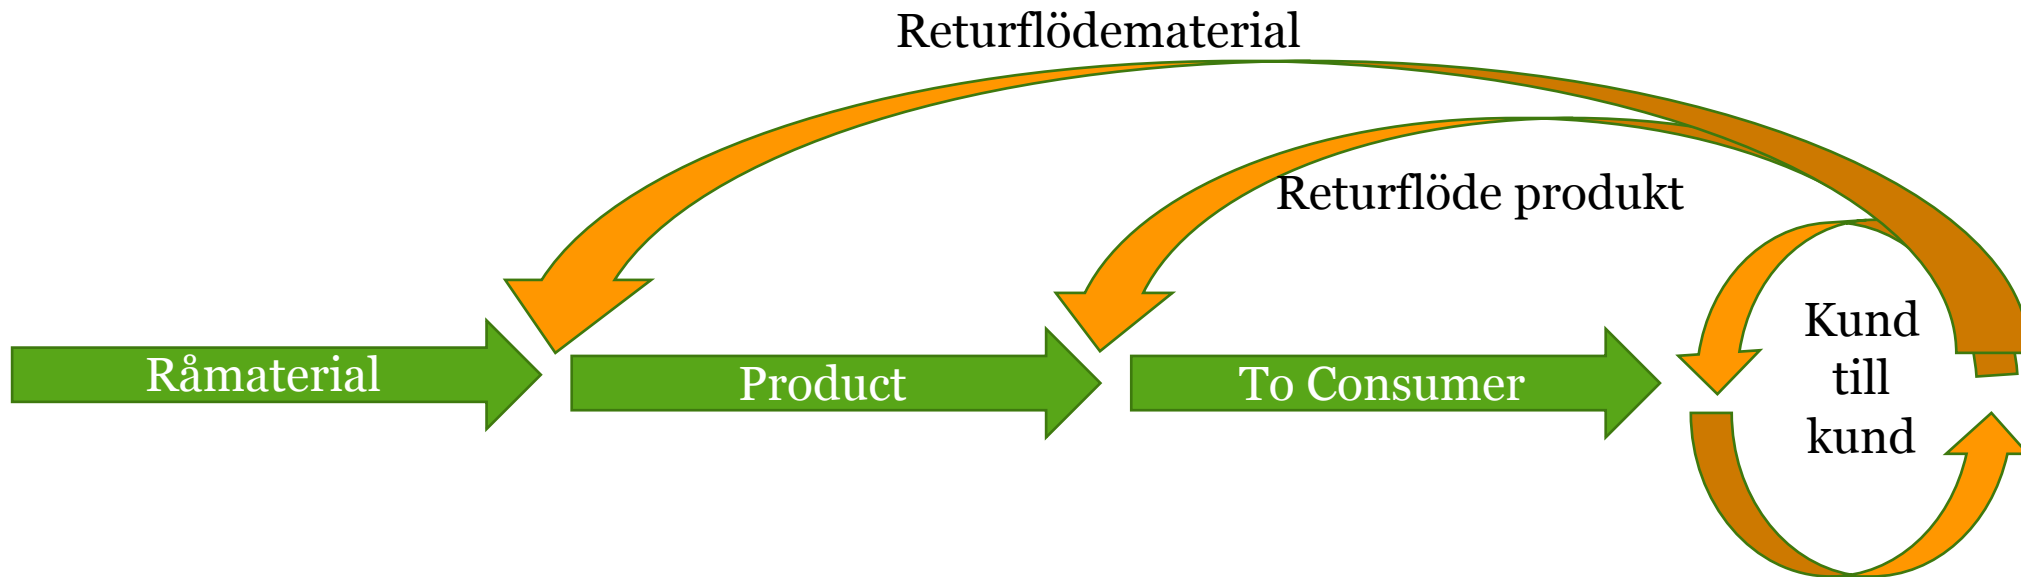 Returflödematerial
Returflöde produkt
Råmaterial
Product
To Consumer
Kund
till
kund